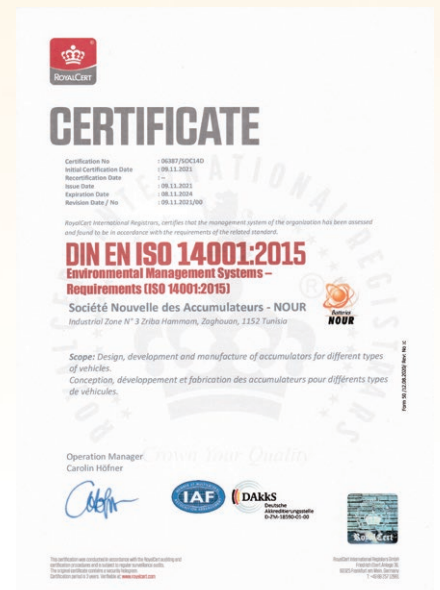 ROYALCERT
CERTIFICATE
Certification No : 06387/SOC14D
Initial Certification Date : 09.11.2021
Recertification Date : --
Issue Date : 09.11.2021
Expiration Date : 08.11.2024
Revision Date / No : 09.11.2021/00
RoyalCert International Registrars, certifies that the management system of the organization has been assessed
and found to be in accordance with the requirements of the related standard.
DIN EN ISO 14001:2015
Environmental Management Systems –
Requirements (ISO 14001:2015)
Société Nouvelle des Accumulateurs - NOUR
Industrial Zone N° 3 Zriba Hammam, Zaghouan, 1152 Tunisia
Batteries
NOUR
Scope: Design, development and manufacture of accumulators for different types
of vehicles.
Conception, développement et fabrication des accumulateurs pour différents types
de véhicules.
Crown Your Quality
Operation Manager
Carolin Höfner
IAF
DAkkS
Deutsche
Akkreditierungsstelle
D-ZM-18590-01-00
RoyalCert
ROYALCERT INTERNATIONAL REGISTRARS